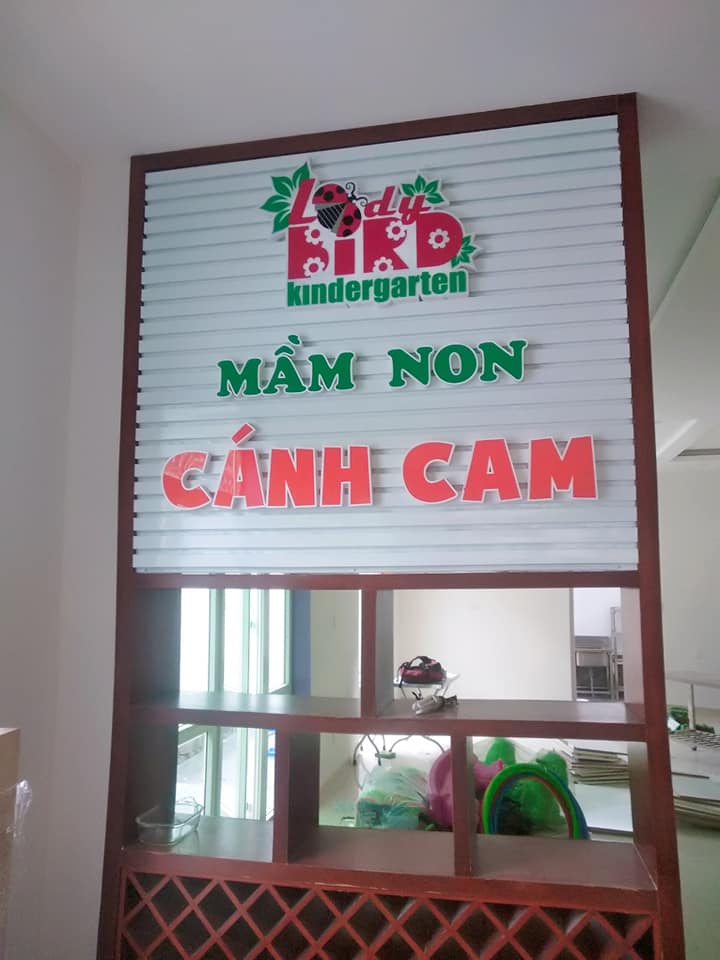 Lady
BIRD
kindergarten
MẦM NON
CÁNH CAM